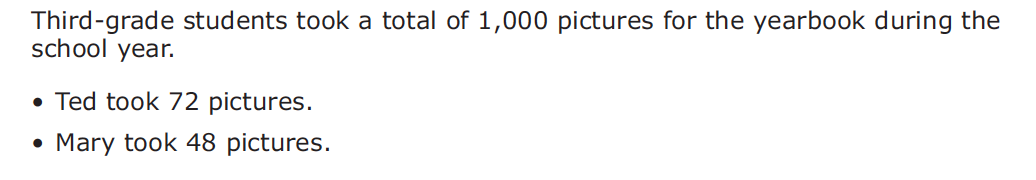 Third-grade students took a total of 1,000 pictures for the yearbook during the
school year.
• Ted took 72 pictures.
• Mary took 48 pictures.